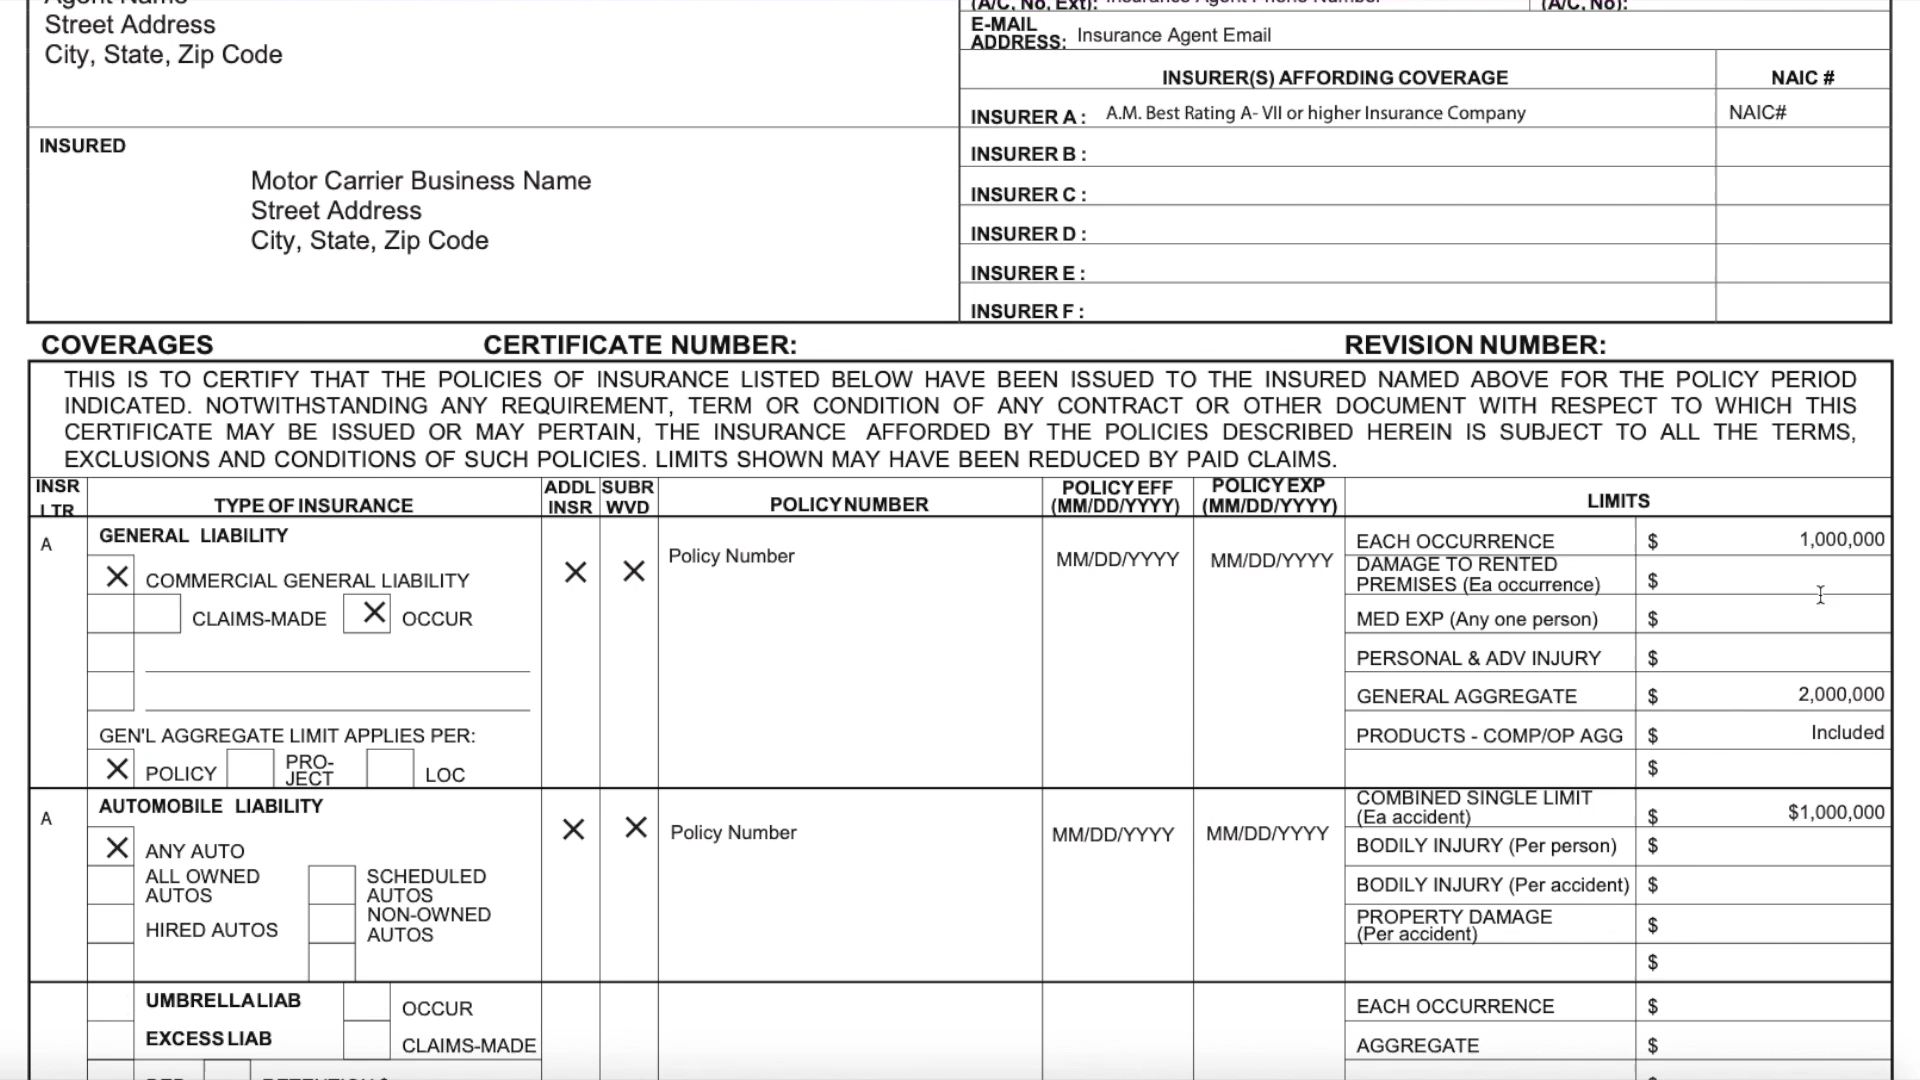 Agent Name
Street Address
City, State, Zip Code
(A/C, No, Ext): Insurance Agent Phone Number
(A/C, No):
E-MAIL
ADDRESS: Insurance Agent Email
INSURER(S) AFFORDING COVERAGE NAIC #
INSURER A : A.M. Best Rating A- VII or higher Insurance Company NAIC#
INSURER B :
INSURER C :
INSURER D :
INSURER E :
INSURER F :
INSURED
Motor Carrier Business Name
Street Address
City, State, Zip Code
COVERAGES CERTIFICATE NUMBER: REVISION NUMBER:
THIS IS TO CERTIFY THAT THE POLICIES OF INSURANCE LISTED BELOW HAVE BEEN ISSUED TO THE INSURED NAMED ABOVE FOR THE POLICY PERIOD
INDICATED. NOTWITHSTANDING ANY REQUIREMENT, TERM OR CONDITION OF ANY CONTRACT OR OTHER DOCUMENT WITH RESPECT TO WHICH THIS
CERTIFICATE MAY BE ISSUED OR MAY PERTAIN, THE INSURANCE AFFORDED BY THE POLICIES DESCRIBED HEREIN IS SUBJECT TO ALL THE TERMS,
EXCLUSIONS AND CONDITIONS OF SUCH POLICIES. LIMITS SHOWN MAY HAVE BEEN REDUCED BY PAID CLAIMS.
INSR
LTR
TYPE OF INSURANCE
ADDL
INSR
SUBR
WVD
POLICY NUMBER
POLICY EFF
(MM/DD/YYYY)
POLICY EXP
(MM/DD/YYYY)
LIMITS
A
GENERAL LIABILITY
X COMMERCIAL GENERAL LIABILITY
CLAIMS-MADE X OCCUR
GEN'L AGGREGATE LIMIT APPLIES PER:
X POLICY
PRO-
JECT
LOC
X X Policy Number MM/DD/YYYY MM/DD/YYYY
EACH OCCURRENCE $ 1,000,000
DAMAGE TO RENTED
PREMISES (Ea occurrence) $
MED EXP (Any one person) $
PERSONAL & ADV INJURY $
GENERAL AGGREGATE $ 2,000,000
PRODUCTS - COMP/OP AGG $ Included
$
A
AUTOMOBILE LIABILITY
X ANY AUTO
ALL OWNED
AUTOS
SCHEDULED
AUTOS
HIRED AUTOS
NON-OWNED
AUTOS
X X Policy Number MM/DD/YYYY MM/DD/YYYY
COMBINED SINGLE LIMIT
(Ea accident) $ $1,000,000
BODILY INJURY (Per person) $
BODILY INJURY (Per accident) $
PROPERTY DAMAGE
(Per accident) $
$
UMBRELLA LIAB OCCUR
EXCESS LIAB CLAIMS-MADE
EACH OCCURRENCE $
AGGREGATE $
DED RETENTION $
$